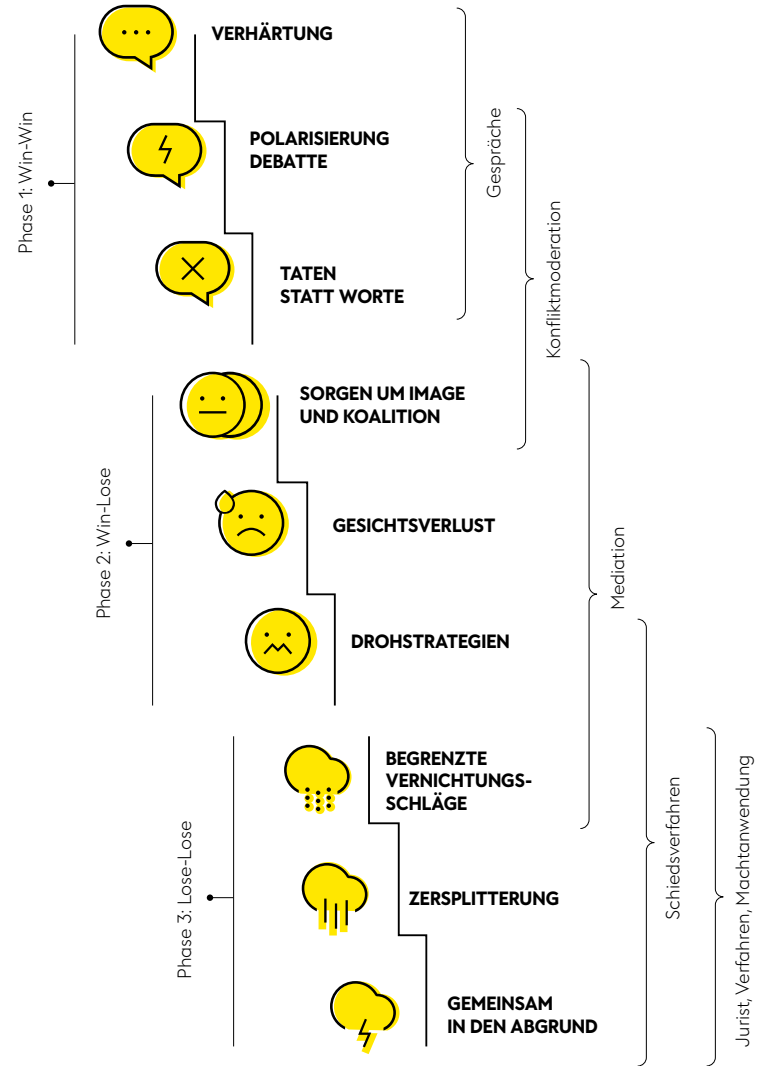 Phase 1: Win-Win
VERHÄRTUNG
POLARISIERUNG
DEBATTE
TATEN
STATT WORTE
Phase 2: Win-Lose
SORGEN UM IMAGE
UND KOALITION
GESICHTSVERLUST
DROHSTRATEGIEN
Phase 3: Lose-Lose
BEGRENZTE
VERNICHTUNGS-
SCHLÄGE
ZERSPLITTERUNG
GEMEINSAM
IN DEN ABGRUND
Gespräche
Konfliktmoderation
Mediation
Schiedsverfahren
Jurist, Verfahren, Machtanwendung